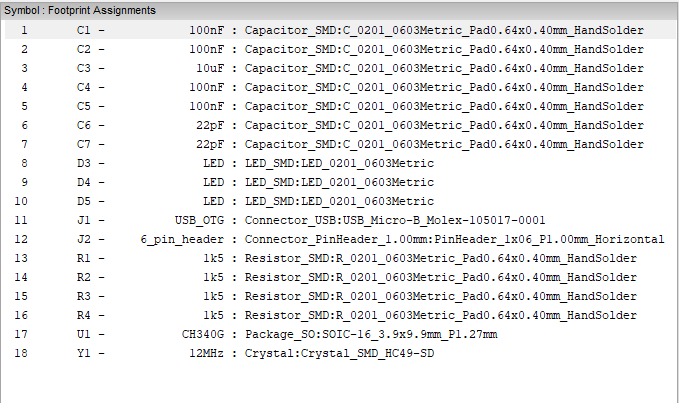 Symbol : Footprint Assignments
1 C1 - 100nF : Capacitor_SMD:C_0201_0603Metric_Pad0.64x0.40mm_HandSolder
2 C2 - 100nF : Capacitor_SMD:C_0201_0603Metric_Pad0.64x0.40mm_HandSolder
3 C3 - 10uF : Capacitor_SMD:C_0201_0603Metric_Pad0.64x0.40mm_HandSolder
4 C4 - 100nF : Capacitor_SMD:C_0201_0603Metric_Pad0.64x0.40mm_HandSolder
5 C5 - 100nF : Capacitor_SMD:C_0201_0603Metric_Pad0.64x0.40mm_HandSolder
6 C6 - 22pF : Capacitor_SMD:C_0201_0603Metric_Pad0.64x0.40mm_HandSolder
7 C7 - 22pF : Capacitor_SMD:C_0201_0603Metric_Pad0.64x0.40mm_HandSolder
8 D3 - LED : LED_SMD:LED_0201_0603Metric
9 D4 - LED : LED_SMD:LED_0201_0603Metric
10 D5 - LED : LED_SMD:LED_0201_0603Metric
11 J1 - USB_OTG : Connector_USB:USB_Micro-B_Molex-105017-0001
12 J2 - 6_pin_header : Connector_PinHeader_1.00mm:PinHeader_1x06_P1.00mm_Horizontal
13 R1 - 1k5 : Resistor_SMD:R_0201_0603Metric_Pad0.64x0.40mm_HandSolder
14 R2 - 1k5 : Resistor_SMD:R_0201_0603Metric_Pad0.64x0.40mm_HandSolder
15 R3 - 1k5 : Resistor_SMD:R_0201_0603Metric_Pad0.64x0.40mm_HandSolder
16 R4 - 1k5 : Resistor_SMD:R_0201_0603Metric_Pad0.64x0.40mm_HandSolder
17 U1 - CH340G : Package_SO:SOIC-16_3.9x9.9mm_P1.27mm
18 Y1 - 12MHz : Crystal:Crystal_SMD_HC49-SD